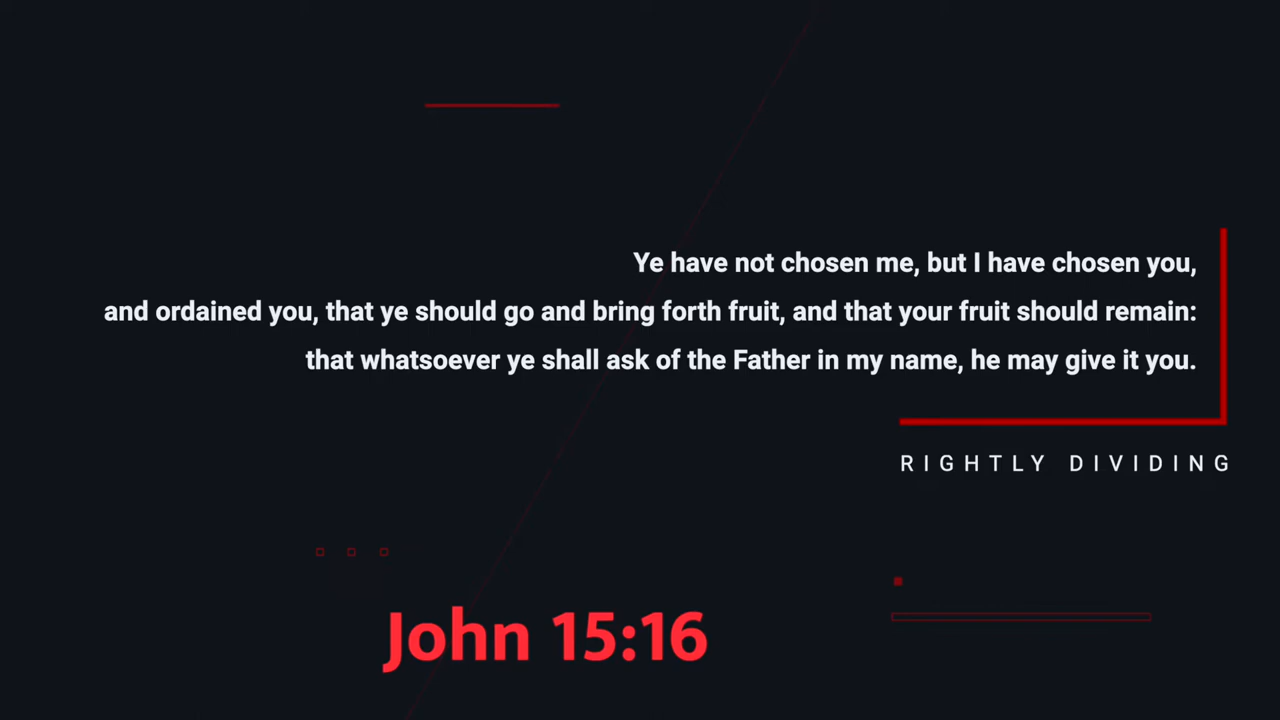 Ye have not chosen me, but I have chosen you,
and ordained you, that ye should go and bring forth fruit, and that your fruit should remain:
that whatsoever ye shall ask of the Father in my name, he may give it you.
RIGHTLY DIVIDING
John 15:16